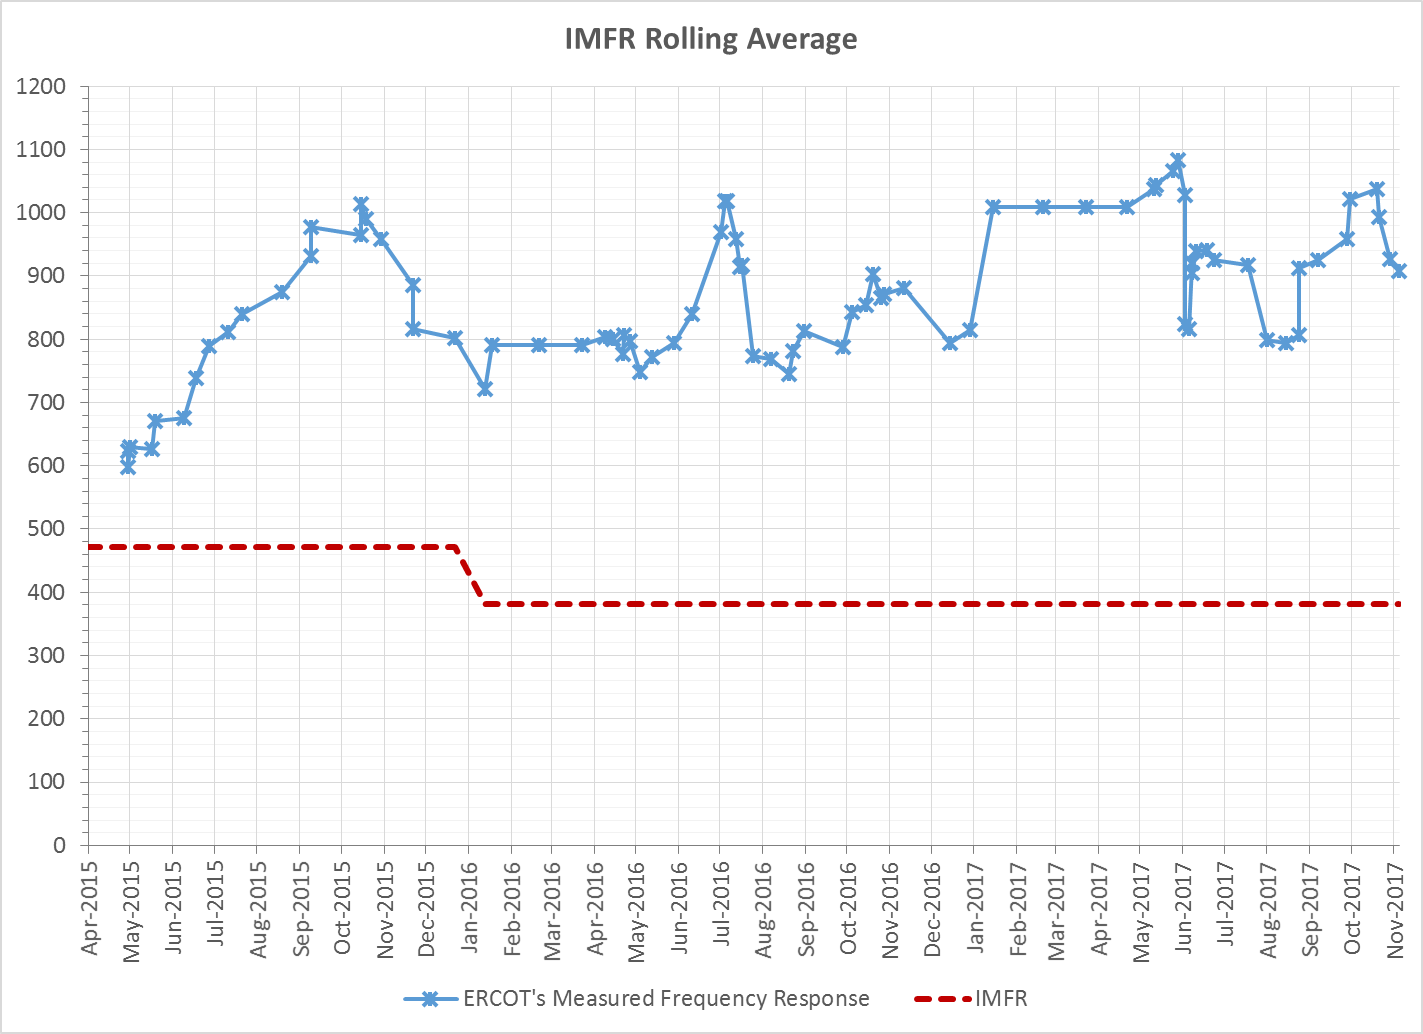 IMFR Rolling Average
1200
1100
1000
900
800
700
600
500
400
300
200
100
0
Apr-2015
May-2015
Jun-2015
Jul-2015
Aug-2015
Sep-2015
Oct-2015
Nov-2015
Dec-2015
Jan-2016
Feb-2016
Mar-2016
Apr-2016
May-2016
Jun-2016
Jul-2016
Aug-2016
Sep-2016
Oct-2016
Nov-2016
Dec-2016
Jan-2017
Feb-2017
Mar-2017
Apr-2017
May-2017
Jun-2017
Jul-2017
Aug-2017
Sep-2017
Oct-2017
Nov-2017
ERCOT's Measured Frequency Response
IMFR